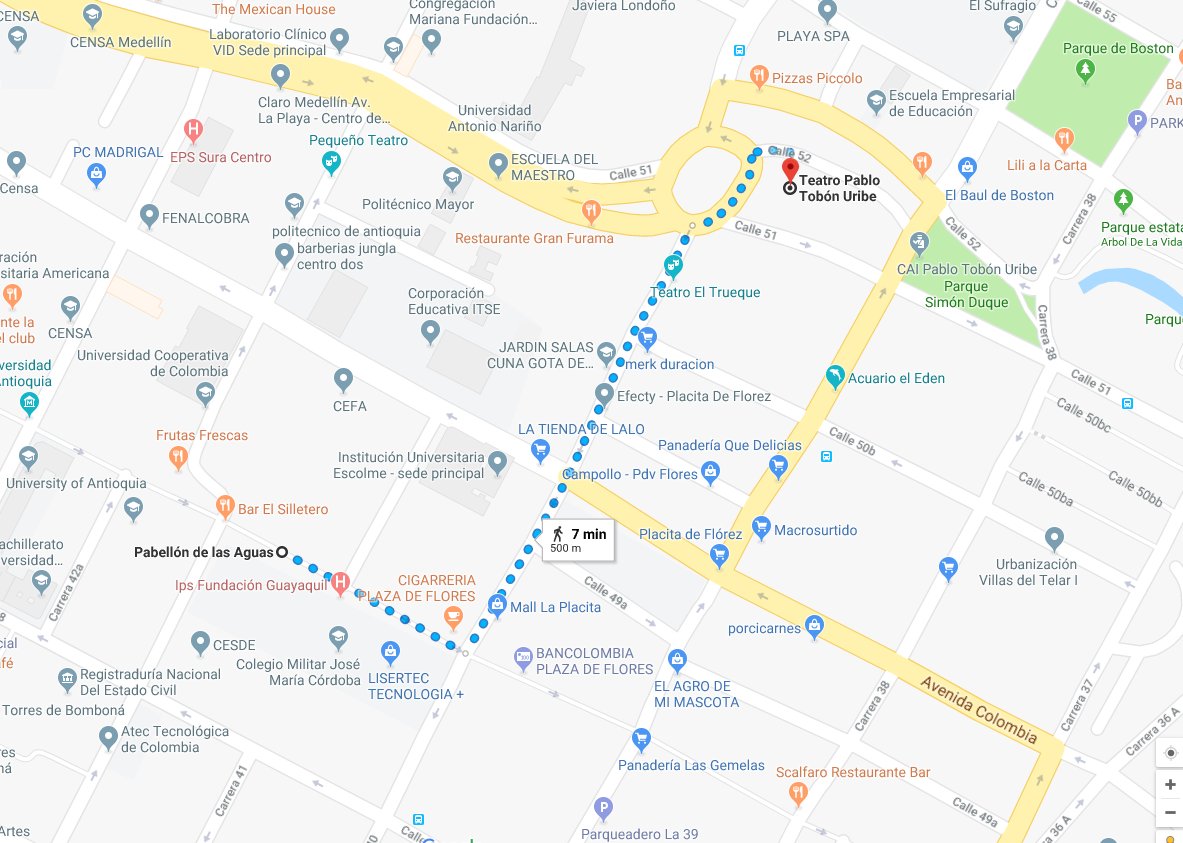 The Mexican House
Congregación
Mariana Fundación...
Javiera Londoño
El Sufragio
Calle 55
CENSA
CENSA Medellín
Laboratorio Clínico
VID Sede principal
PLAYA SPA
Parque de Boston
Pizzas Piccolo
Claro Medellín Av.
La Playa - Centro de...
Universidad
Antonio Nariño
Escuela Empresarial
de Educación
Ba
An
PARK
Pequeño Teatro
EPS Sura Centro
PC MADRIGAL
Censa
ESCUELA DEL
MAESTRO
Calle 51
Calle 52
Lili a la Carta
Teatro Pablo
Tobón Uribe
El Baul de Boston
Carrera 38
FENALCOBRA
Politécnico Mayor
Restaurante Gran Furama
Calle 51
Calle 52
Parque estata
Arbol De La Vida
politecnico de antioquia
barberias jungla
centro dos
ración
sitaria Americana
CAI Pablo Tobón Uribe
Parque
Simón Duque
Teatro El Trueque
Corporación
Educativa ITSE
Carrera 38
Parqu
nte la
el club
CENSA
Universidad Cooperativa
de Colombia
JARDIN SALAS
CUNA GOTA DE...
merk duracion
versidad
Antioquia
Acuario el Eden
Calle 51
Calle 50bc
CEFA
Efecty - Placita De Florez
LA TIENDA DE LALO
Frutas Frescas
Calle 50b
Panadería Que Delicias
Institución Universitaria
Escolme - sede principal
Campollo - Pdv Flores
University of Antioquia
Calle 50ba
Calle 50bb
Bar El Silletero
7 min
500 m
Placita de Flórez
Macrosurtido
achillerato
versidad...
Pabellón de las Aguas
Ips Fundación Guayaquil
CIGARRERIA
PLAZA DE FLORES
Urbanización
Villas del Telar I
Carrera 42a
Calle 49a
Mall La Placita
porcicarnes
cial
afé
CESDE
Colegio Militar José
María Córdoba
BANCOLOMBIA
PLAZA DE FLORES
Registraduría Nacional
Del Estado Civil
LISERTEC
TECNOLOGIA +
EL AGRO DE
MI MASCOTA
Avenida Colombia
Carrera 38
Carrera 37
Torres de Bomboná
Atec Tecnológica
de Colombia
Carrera 36 A
res
ná
Panadería Las Gemelas
Scalfaro Restaurante Bar
Carrera 41
Calle 49a
Carrera 36 A
Artes
40
Parqueadero La 39